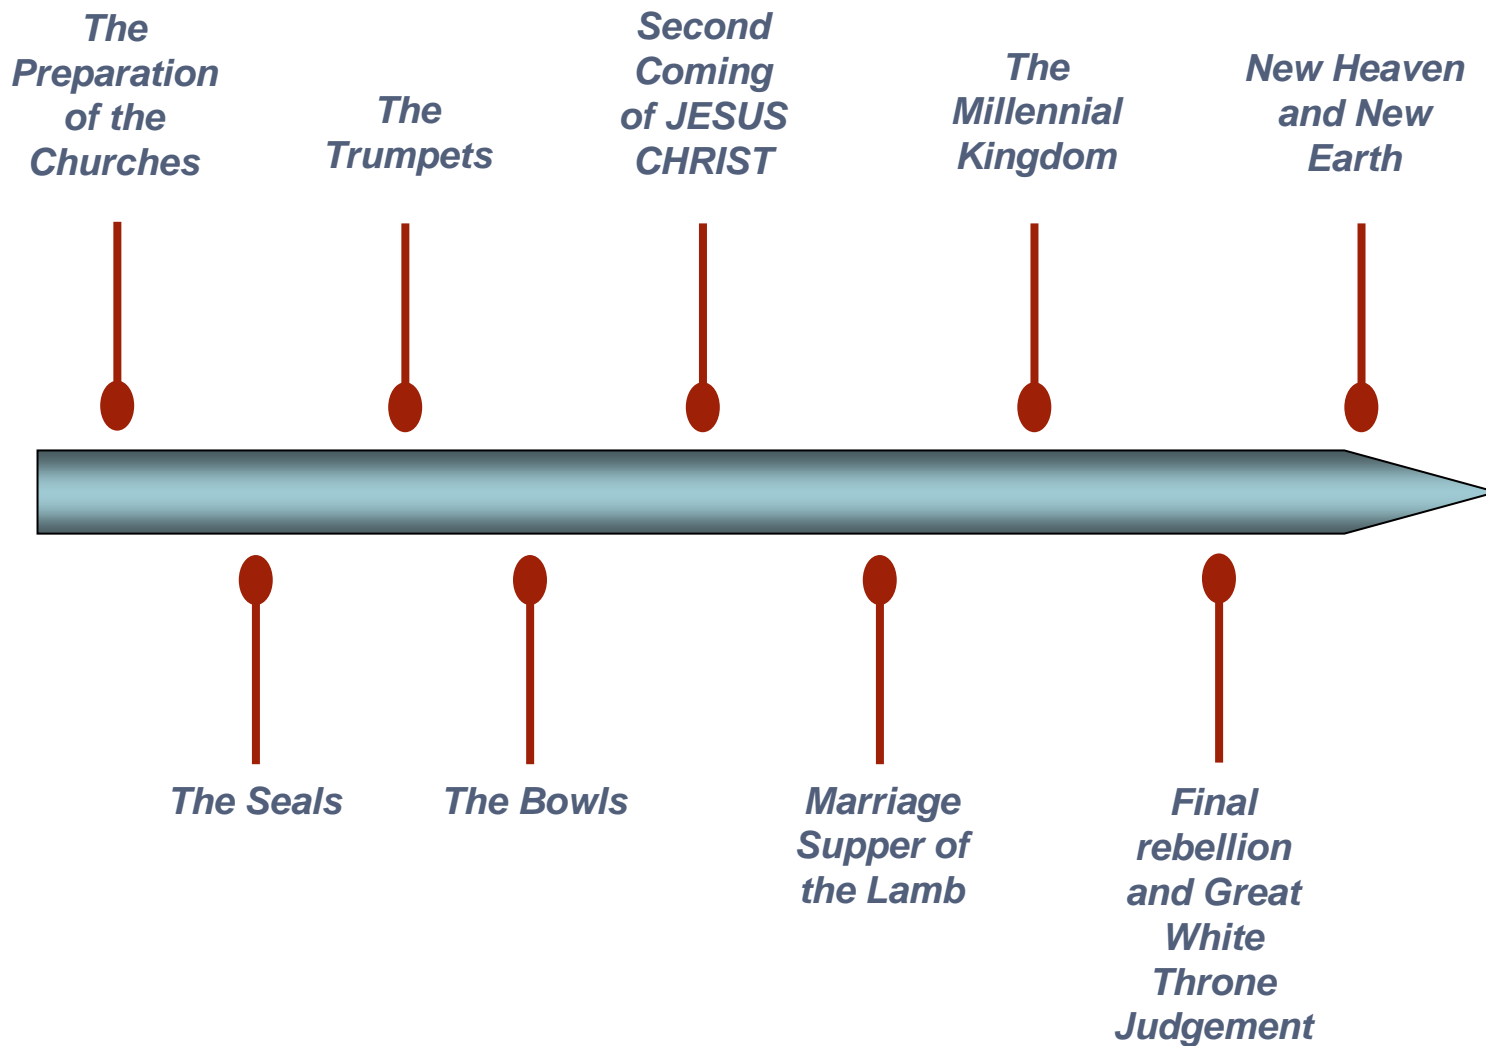 The
Preparation
of the
Churches
The
Trumpets
Second
Coming
of JESUS
CHRIST
The
Millennial
Kingdom
New Heaven
and New
Earth
The Seals
The Bowls
Marriage
Supper of
the Lamb
Final
rebellion
and Great
White
Throne
Judgement